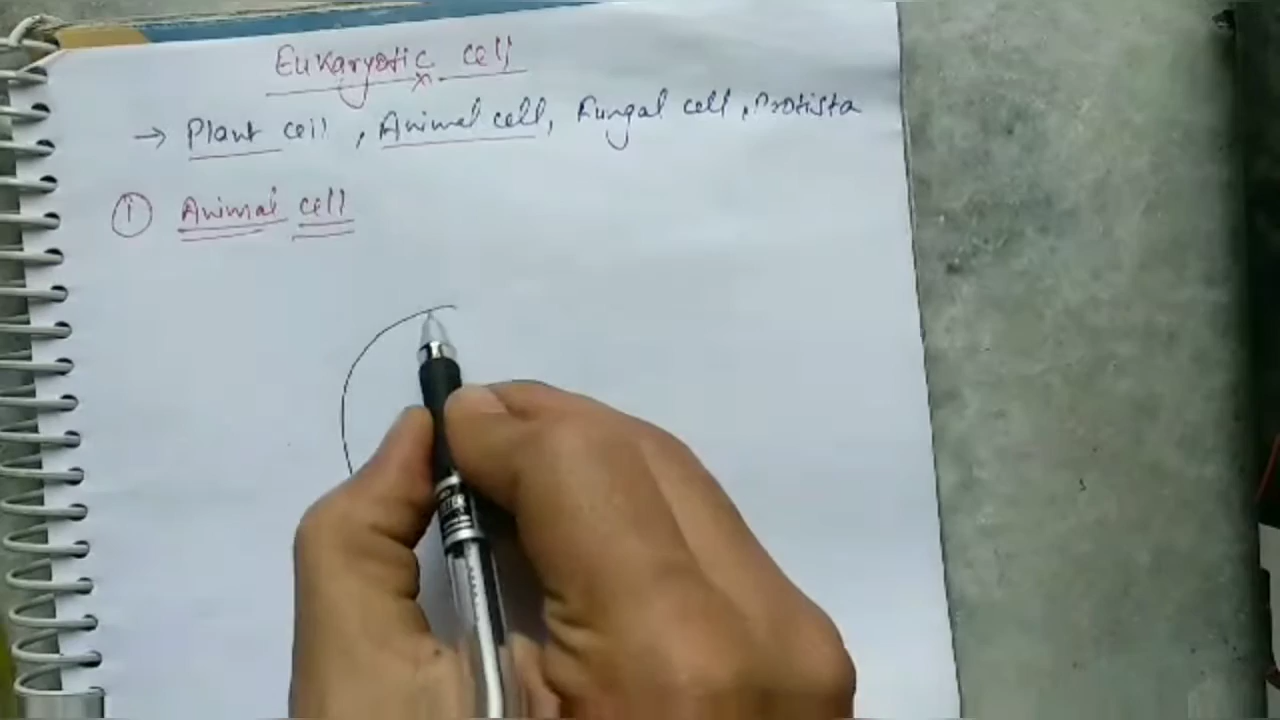 Eukaryotic cell
→ Plant cell, Animal cell, Fungal cell, Protista
① Animal cell